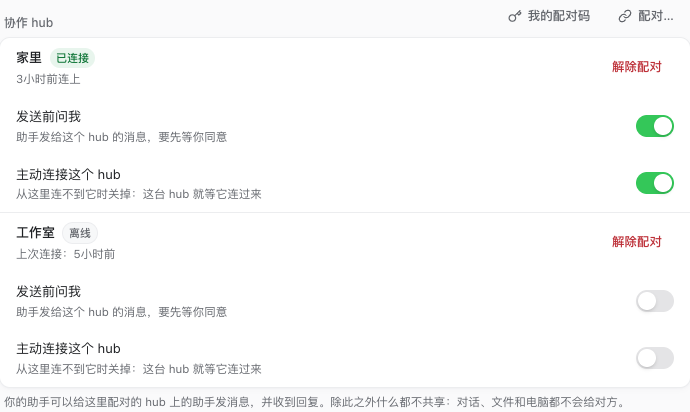 协作 hub
我的配对码
配对...
家里 已连接
3小时前连上
解除配对
发送前问我
助手发给这个 hub 的消息，要先等你同意
主动连接这个 hub
从这里连不到它时关掉：这台 hub 就等它连过来
工作室 离线
上次连接：5小时前
解除配对
发送前问我
助手发给这个 hub 的消息，要先等你同意
主动连接这个 hub
从这里连不到它时关掉：这台 hub 就等它连过来
你的助手可以给这里配对的 hub 上的助手发消息，并收到回复。除此之外什么都不共享：对话、文件和电脑都不会给对方。